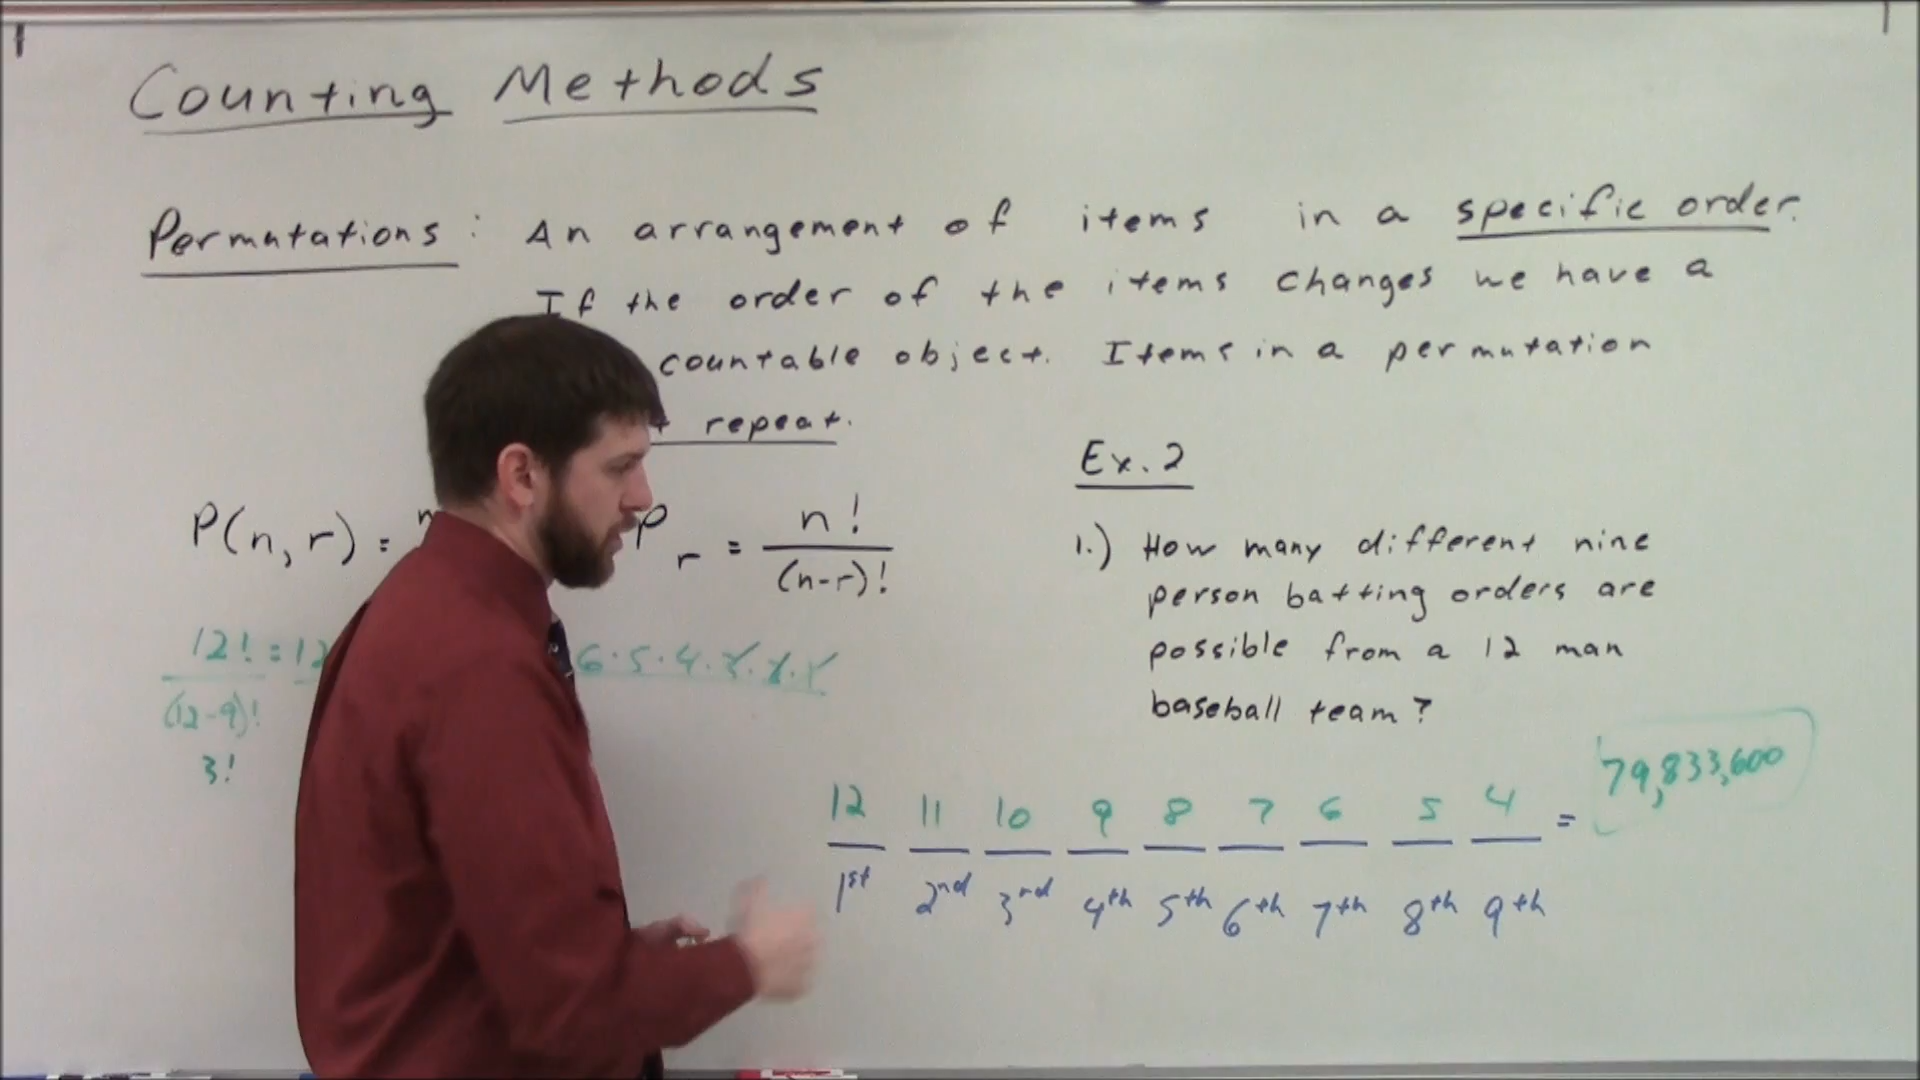 Counting Methods
Permutations: An arrangement of items in a specific order.
If the order of the items changes we have a
countable object. Items in a permutation
repeat.
P(n,r) = n P r = n! / (n-r)!
12! / (12-9)! = 12 6·5·4·3·2·1
3!
Ex. 2
1.) How many different nine
person batting orders are
possible from a 12 man
baseball team?
12 11 10 9 8 7 6 5 4 = 79,833,600
1st 2nd 3rd 4th 5th 6th 7th 8th 9th